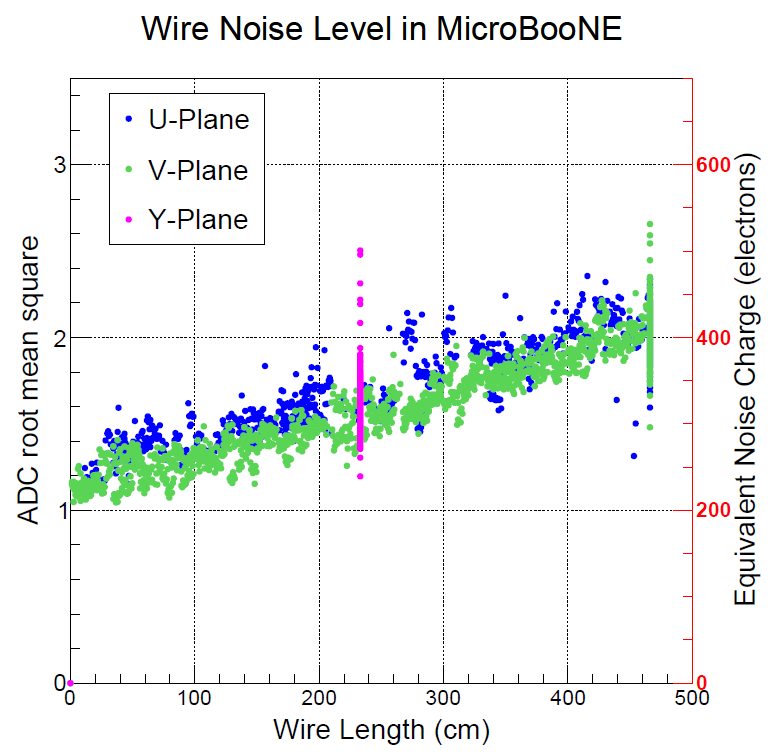 Wire Noise Level in MicroBooNE
U-Plane
V-Plane
Y-Plane
ADC root mean square
3
2
1
0
600
400
200
0
Equivalent Noise Charge (electrons)
0 100 200 300 400 500
Wire Length (cm)